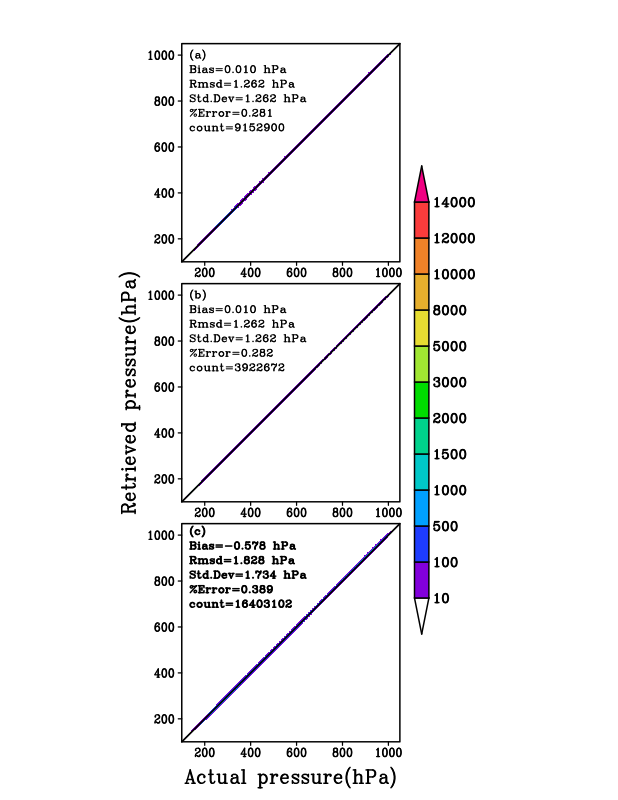 (a)
Bias=0.010 hPa
Rmsd=1.262 hPa
Std.Dev=1.262 hPa
%Error=0.281
count=9152900
1000
800
600
400
200
200 400 600 800 1000
(b)
Bias=0.010 hPa
Rmsd=1.262 hPa
Std.Dev=1.262 hPa
%Error=0.282
count=3922672
1000
800
600
400
200
200 400 600 800 1000
(c)
Bias=−0.578 hPa
Rmsd=1.828 hPa
Std.Dev=1.734 hPa
%Error=0.389
count=16403102
1000
800
600
400
200
200 400 600 800 1000
Retrieved pressure(hPa)
Actual pressure(hPa)
14000
12000
10000
8000
5000
3000
2000
1500
1000
500
100
10